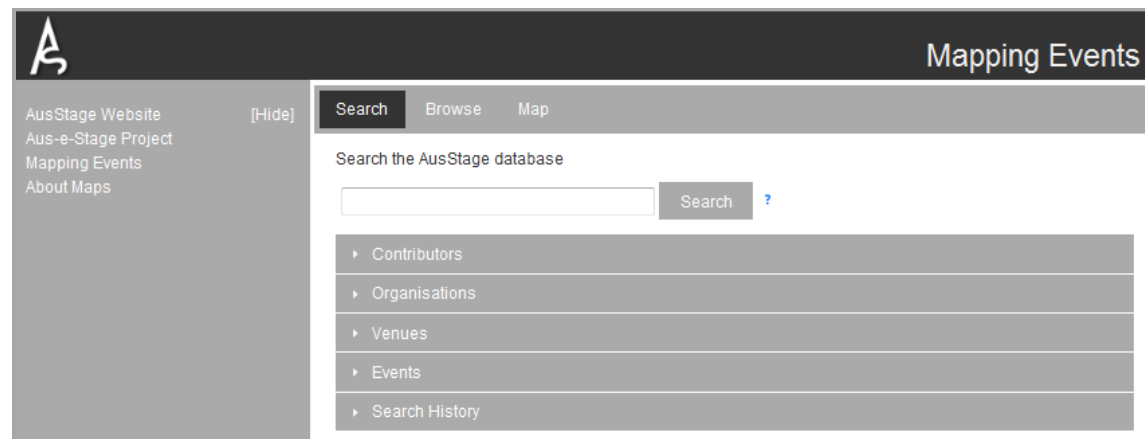 Mapping Events
AusStage Website [Hide]
Aus-e-Stage Project
Mapping Events
About Maps
Search Browse Map
Search the AusStage database
Search ?
Contributors
Organisations
Venues
Events
Search History